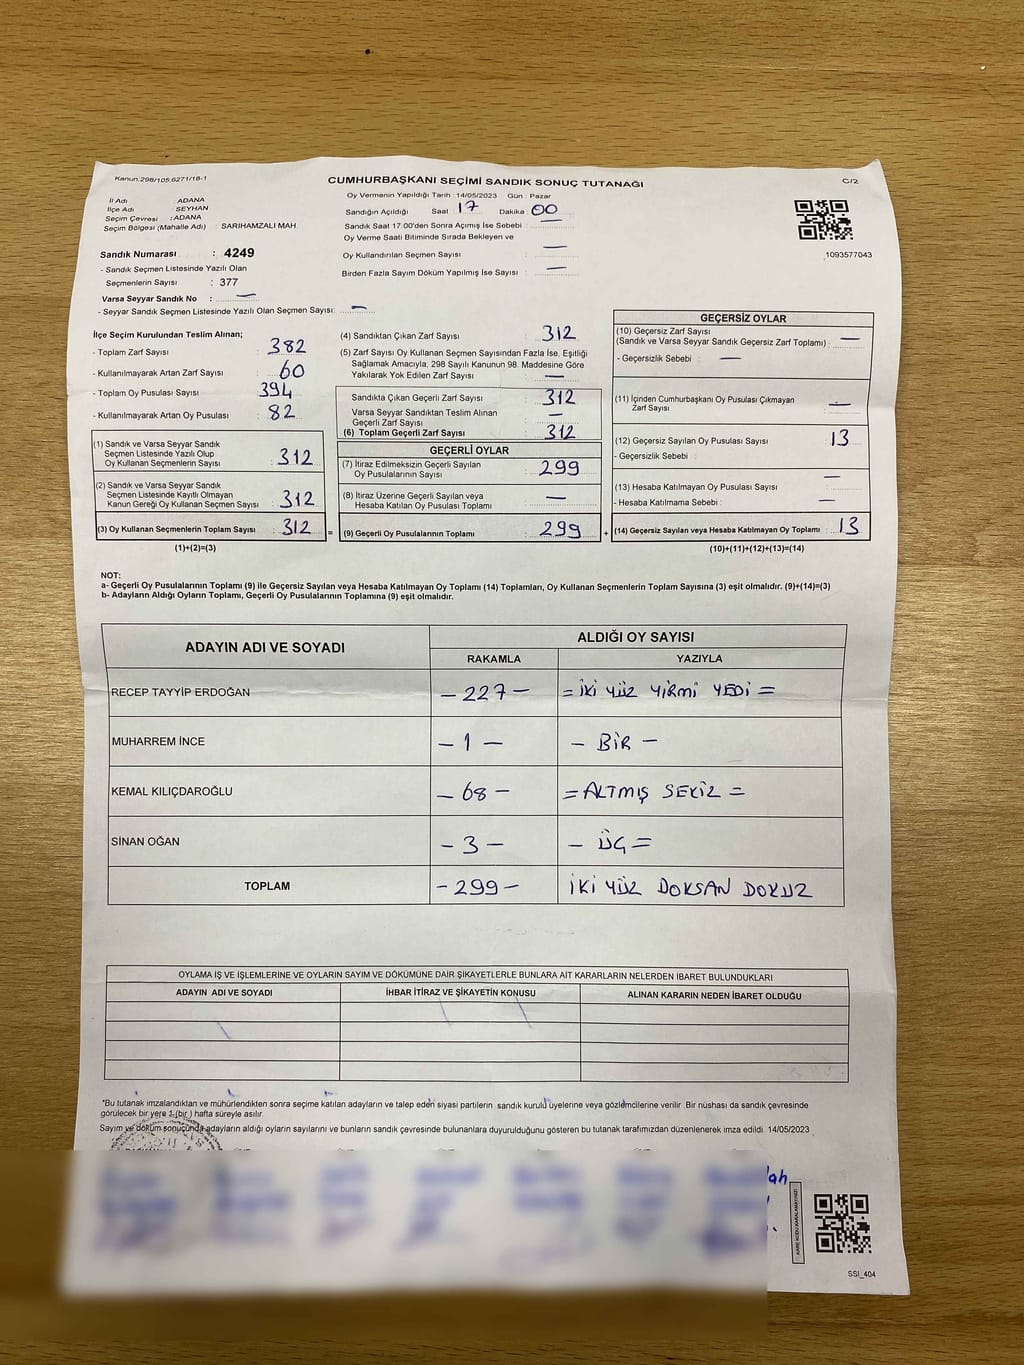 Kanun:298/105;6271/18-1
CUMHURBAŞKANI SEÇİMİ SANDIK SONUÇ TUTANAĞI
C/2
İl Adı ADANA
İlçe Adı SEYHAN
Seçim Çevresi : ADANA
Seçim Bölgesi (Mahalle Adı) : SARIHAMZALI MAH
Oy Vermenin Yapıldığı Tarih : 14/05/2023 Gün : Pazar
Sandığın Açıldığı Saat 17 Dakika 00
Sandık Saat 17:00'den Sonra Açımış İse Sebebi :
Oy Verme Saati Bitiminde Sırada Bekleyen ve
Oy Kullandırılan Seçmen Sayısı : —
Birden Fazla Sayım Döküm Yapılmış İse Sayısı : —
1093577043
Sandık Numarası : 4249
- Sandık Seçmen Listesinde Yazılı Olan
Seçmenlerin Sayısı : 377
Varsa Seyyar Sandık No : —
- Seyyar Sandık Seçmen Listesinde Yazılı Olan Seçmen Sayısı: —
İlçe Seçim Kurulundan Teslim Alınan;
- Toplam Zarf Sayısı : 382
- Kullanılmayarak Artan Zarf Sayısı : 60
- Toplam Oy Pusulası Sayısı : 394
- Kullanılmayarak Artan Oy Pusulası : 82
(1) Sandık ve Varsa Seyyar Sandık
Seçmen Listesinde Yazılı Olup
Oy Kullanan Seçmenlerin Sayısı : 312
(2) Sandık ve Varsa Seyyar Sandık
Seçmen Listesinde Kayıtlı Olmayan
Kanun Gereği Oy Kullanan Seçmen Sayısı : 312
(3) Oy Kullanan Seçmenlerin Toplam Sayısı : 312
(1)+(2)=(3)
(4) Sandıktan Çıkan Zarf Sayısı : 312
(5) Zarf Sayısı Oy Kullanan Seçmen Sayısından Fazla İse, Eşitliği
Sağlamak Amacıyla; 298 Sayılı Kanunun 98. Maddesine Göre
Yakılarak Yok Edilen Zarf Sayısı : —
Sandıkta Çıkan Geçerli Zarf Sayısı : 312
Varsa Seyyar Sandıktan Teslim Alınan
Geçerli Zarf Sayısı : —
(6) Toplam Geçerli Zarf Sayısı : 312
GEÇERLİ OYLAR
(7) İtiraz Edilmeksizin Geçerli Sayılan
Oy Pusulalarının Sayısı : 299
(8) İtiraz Üzerine Geçerli Sayılan veya
Hesaba Katılan Oy Pusulası Toplamı : —
= (9) Geçerli Oy Pusulalarının Toplamı : 299
GEÇERSİZ OYLAR
(10) Geçersiz Zarf Sayısı
(Sandık ve Varsa Seyyar Sandık Geçersiz Zarf Toplamı) : —
- Geçersizlik Sebebi : —
(11) İçinden Cumhurbaşkanı Oy Pusulası Çıkmayan
Zarf Sayısı : —
(12) Geçersiz Sayılan Oy Pusulası Sayısı : 13
- Geçersizlik Sebebi :
(13) Hesaba Katılmayan Oy Pusulası Sayısı : —
- Hesaba Katılmama Sebebi : —
+ (14) Geçersiz Sayılan veya Hesaba Katılmayan Oy Toplamı : 13
(10)+(11)+(12)+(13)=(14)
NOT:
a- Geçerli Oy Pusulalarının Toplamı (9) ile Geçersiz Sayılan veya Hesaba Katılmayan Oy Toplamı (14) Toplamları, Oy Kullanan Seçmenlerin Toplam Sayısına (3) eşit olmalıdır. (9)+(14)=(3)
b- Adayların Aldığı Oyların Toplamı, Geçerli Oy Pusulalarının Toplamına (9) eşit olmalıdır.
ADAYIN ADI VE SOYADI
ALDIĞI OY SAYISI
RAKAMLA YAZIYLA
RECEP TAYYİP ERDOĞAN – 227 – = İKİ YÜZ YİRMİ YEDİ =
MUHARREM İNCE – 1 – – BİR –
KEMAL KILIÇDAROĞLU – 68 – = ALTMIŞ SEKİZ =
SİNAN OĞAN – 3 – – ÜÇ =
TOPLAM – 299 – İKİ YÜZ DOKSAN DOKUZ
OYLAMA İŞ VE İŞLEMLERİNE VE OYLARIN SAYIM VE DÖKÜMÜNE DAİR ŞİKAYETLERLE BUNLARA AİT KARARLARIN NELERDEN İBARET BULUNDUKLARI
ADAYIN ADI VE SOYADI İHBAR İTİRAZ VE ŞİKAYETİN KONUSU ALINAN KARARIN NEDEN İBARET OLDUĞU
*Bu tutanak imzalandıktan ve mühürlendikten sonra seçime katılan adayların ve talep eden siyasi partilerin sandık kurulu üyelerine veya gözlemcilerine verilir. Bir nüshası da sandık çevresinde
görülecek bir yere 1 (bir) hafta süreyle asılır.
Sayım ve döküm sonucunda adayların aldığı oyların sayılarını ve bunların sandık çevresinde bulunanlara duyurulduğunu gösteren bu tutanak tarafımızdan düzenlenerek imza edildi. 14/05/2023
SSI_404